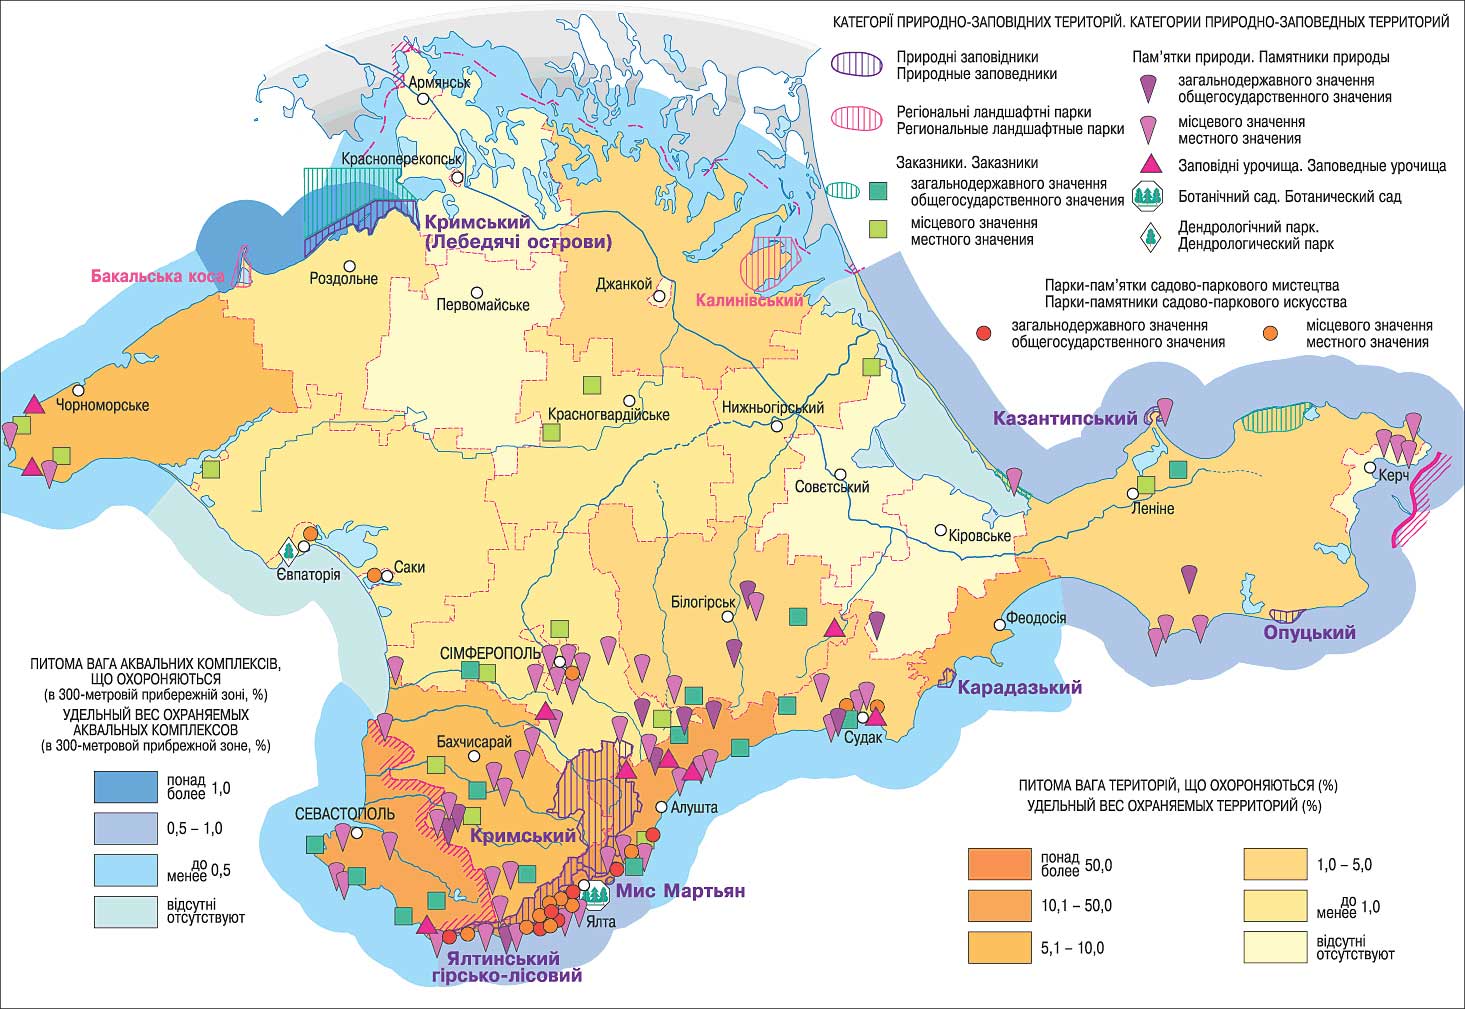 КАТЕГОРІЇ ПРИРОДНО-ЗАПОВІДНИХ ТЕРИТОРІЙ. КАТЕГОРИИ ПРИРОДНО-ЗАПОВЕДНЫХ ТЕРРИТОРИЙ
Природні заповідники
Природные заповедники
Регіональні ландшафтні парки
Региональные ландшафтные парки
Заказники. Заказники
загальнодержавного значення
общегосударственного значения
місцевого значення
местного значения
Пам'ятки природи. Памятники природы
загальнодержавного значення
общегосударственного значения
місцевого значення
местного значения
Заповідні урочища. Заповедные урочища
Ботанічний сад. Ботанический сад
Дендрологічний парк.
Дендрологический парк
Парки-пам'ятки садово-паркового мистецтва
Парки-памятники садово-паркового искусства
загальнодержавного значення
общегосударственного значения
місцевого значення
местного значения
Армянськ
Красноперекопськ
Кримський
(Лебедячі острови)
Бакальська коса
Роздольне
Первомайське
Джанкой
Калинівський
Чорноморське
Красногвардійське
Нижньогірський
Казантипський
Керч
Совєтський
Леніне
Кіровське
Євпаторія
Саки
Білогірськ
Феодосія
Опуцький
СІМФЕРОПОЛЬ
Карадазький
Судак
Бахчисарай
Алушта
СЕВАСТОПОЛЬ
Кримський
Мис Мартьян
Ялта
Ялтинський
гірсько-лісовий
ПИТОМА ВАГА АКВАЛЬНИХ КОМПЛЕКСІВ,
ЩО ОХОРОНЯЮТЬСЯ
(в 300-метровій прибережній зоні, %)
УДЕЛЬНЫЙ ВЕС ОХРАНЯЕМЫХ
АКВАЛЬНЫХ КОМПЛЕКСОВ
(в 300-метровой прибрежной зоне, %)
понад
более 1,0
0,5 – 1,0
до
менее 0,5
відсутні
отсутствуют
ПИТОМА ВАГА ТЕРИТОРІЙ, ЩО ОХОРОНЯЮТЬСЯ (%)
УДЕЛЬНЫЙ ВЕС ОХРАНЯЕМЫХ ТЕРРИТОРИЙ (%)
понад
более 50,0
10,1 – 50,0
5,1 – 10,0
1,0 – 5,0
до
менее 1,0
відсутні
отсутствуют